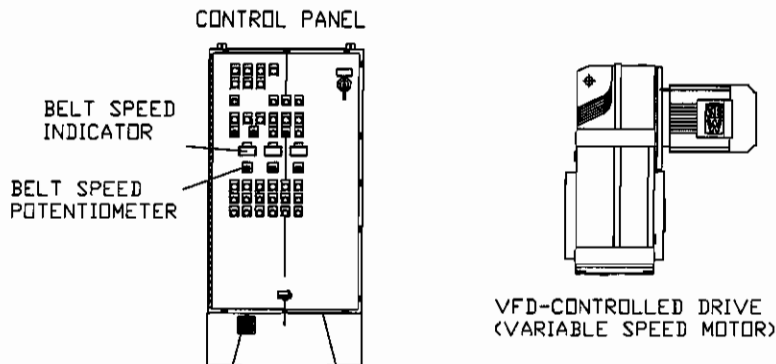 CONTROL PANEL
BELT SPEED
INDICATOR
BELT SPEED
POTENTIOMETER
VFD-CONTROLLED DRIVE
(VARIABLE SPEED MOTOR)